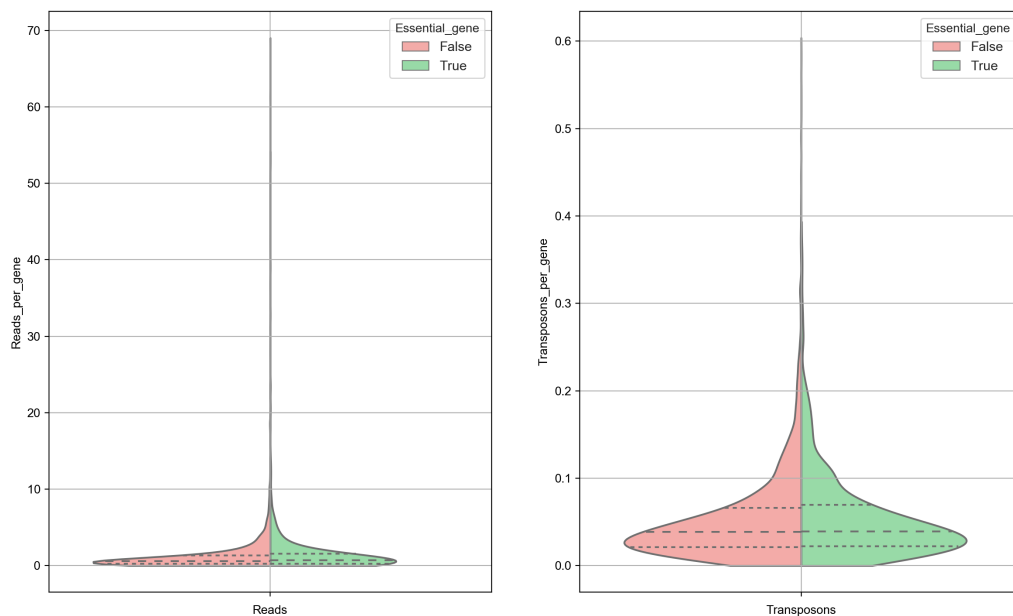 Reads_per_gene
70
60
50
40
30
20
10
0
Essential_gene
False
True
Reads
Transposons_per_gene
0.6
0.5
0.4
0.3
0.2
0.1
0.0
Essential_gene
False
True
Transposons